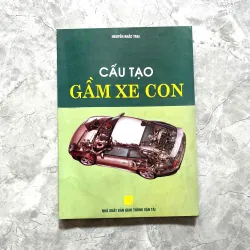 NGUYỄN KHẮC TRAI
CẤU TẠO
GẦM XE CON
NHÀ XUẤT BẢN GIAO THÔNG VẬN TẢI